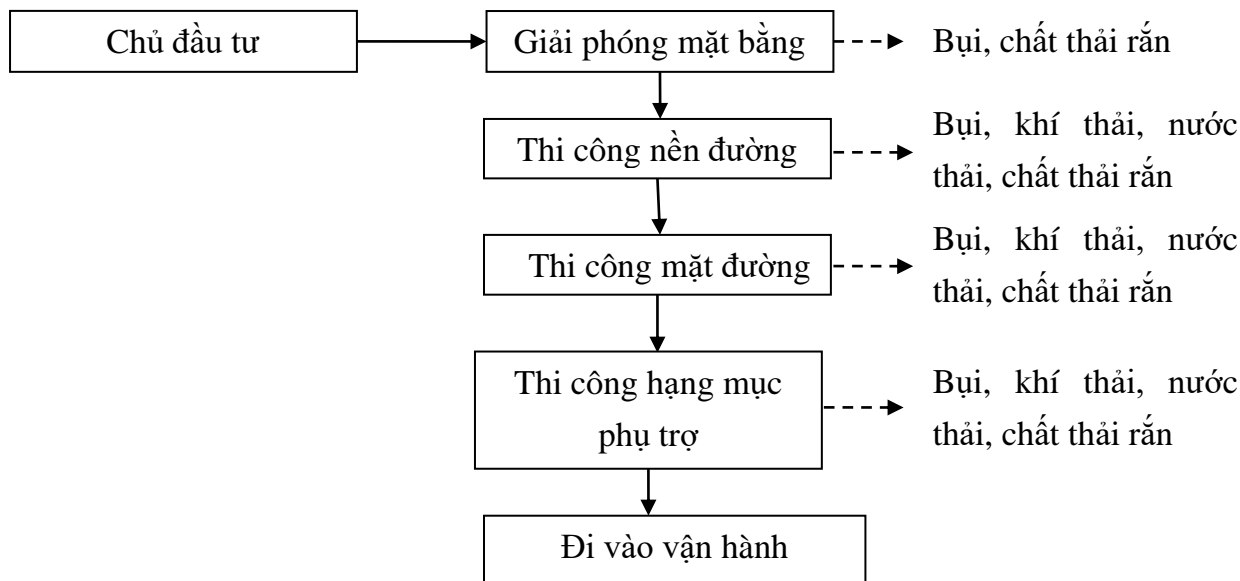 Chủ đầu tư
Giải phóng mặt bằng
Bụi, chất thải rắn
Thi công nền đường
Bụi, khí thải, nước
thải, chất thải rắn
Thi công mặt đường
Bụi, khí thải, nước
thải, chất thải rắn
Thi công hạng mục
phụ trợ
Bụi, khí thải, nước
thải, chất thải rắn
Đi vào vận hành